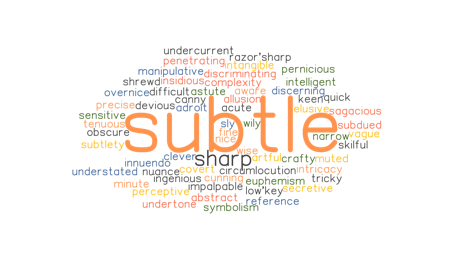 undercurrent
penetrating razor'sharp
intangible
manipulative discriminating pernicious
shrewd insidious complexity intelligent
overnice difficult astute aware discerning
canny allusion keen quick
precise devious adroit acute elusive sagacious
sensitive
tenuous subtle sly wily subdued
obscure fine narrow vague
subtlety nice skilful
wise
clever sharp artful crafty muted
innuendo
understated nuance covert circumlocution intricacy
ingenious cunning euphemism tricky
minute impalpable secretive
perceptive low'key
abstract reference
undertone symbolism